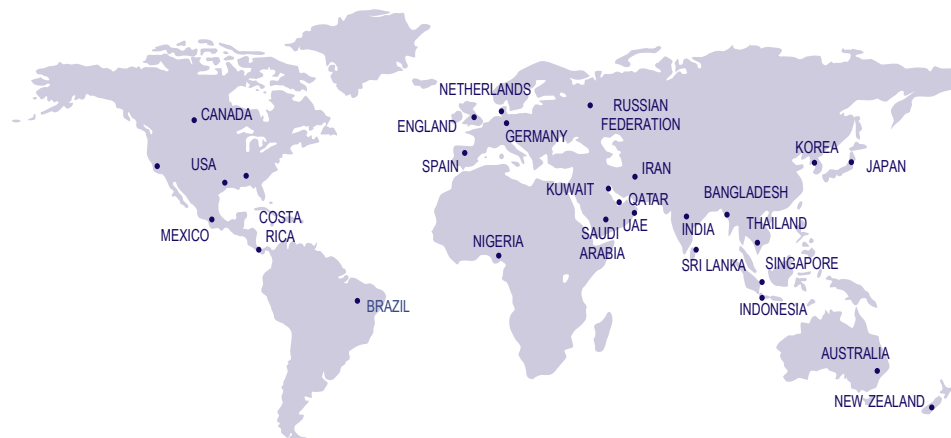 NETHERLANDS
CANADA
RUSSIAN
FEDERATION
ENGLAND
GERMANY
KOREA
USA
SPAIN
IRAN
JAPAN
KUWAIT
QATAR
BANGLADESH
MEXICO
COSTA
RICA
NIGERIA
SAUDI
ARABIA
UAE
INDIA
THAILAND
SRI LANKA
SINGAPORE
BRAZIL
INDONESIA
AUSTRALIA
NEW ZEALAND